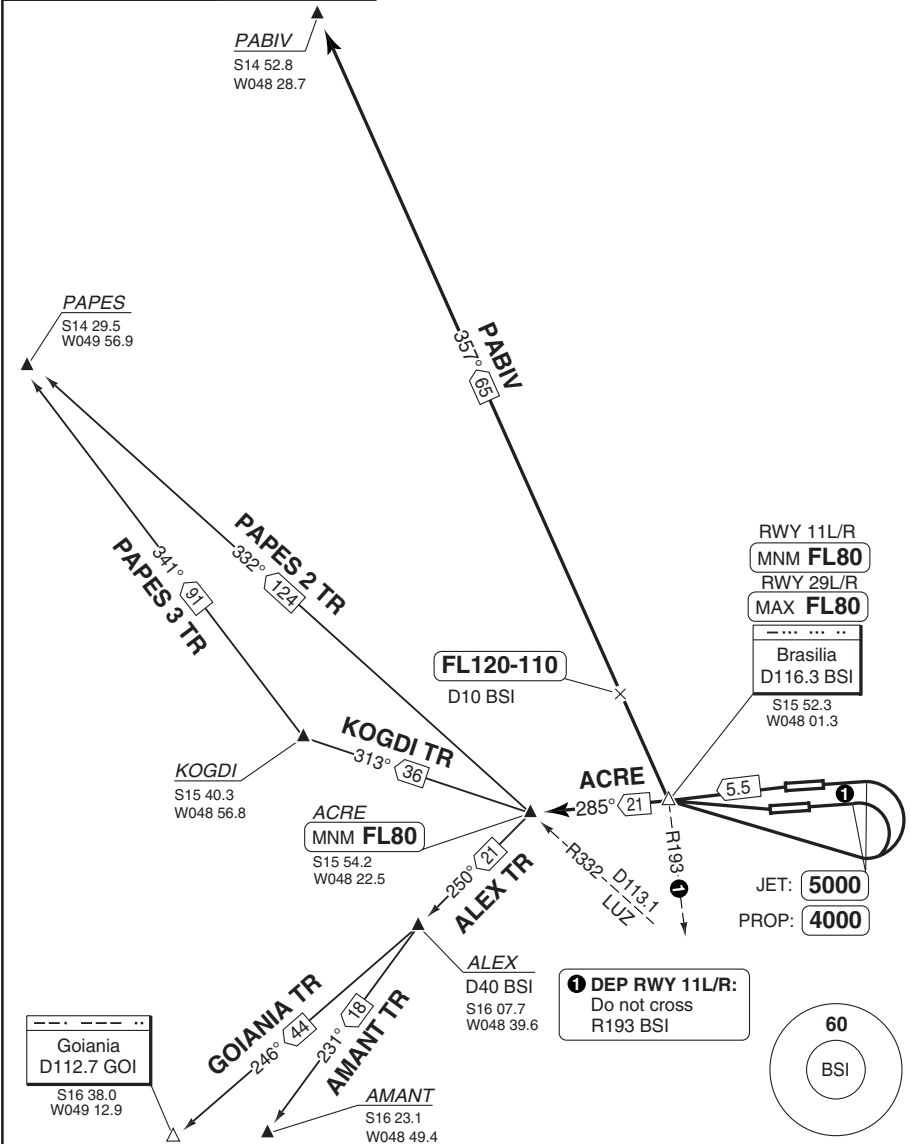 PABIV
S14 52.8
W048 28.7
PAPES
S14 29.5
W049 56.9
357° 65
PABIV
PAPES 2 TR
332° 124
341° 91
PAPES 3 TR
RWY 11L/R
MNM FL80
RWY 29L/R
MAX FL80
Brasilia
D116.3 BSI
S15 52.3
W048 01.3
FL120-110
D10 BSI
KOGDI TR
313° 36
KOGDI
S15 40.3
W048 56.8
ACRE
285° 21
5.5
1
ACRE
MNM FL80
S15 54.2
W048 22.5
R193 1
R332 D113.1
LUZ
JET: 5000
PROP: 4000
250° 21
ALEX TR
ALEX
D40 BSI
S16 07.7
W048 39.6
1 DEP RWY 11L/R:
Do not cross
R193 BSI
GOIANIA TR
246° 44
231° 18
AMANT TR
Goiania
D112.7 GOI
S16 38.0
W049 12.9
AMANT
S16 23.1
W048 49.4
60
BSI